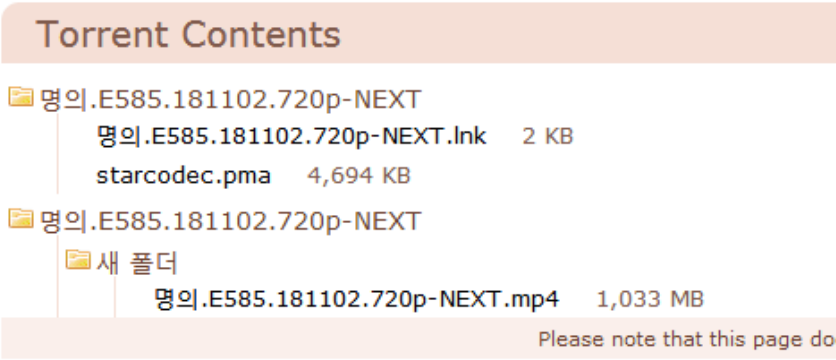 Torrent Contents
명의.E585.181102.720p-NEXT
명의.E585.181102.720p-NEXT.lnk 2 KB
starcodec.pma 4,694 KB
명의.E585.181102.720p-NEXT
새 폴더
명의.E585.181102.720p-NEXT.mp4 1,033 MB
Please note that this page do